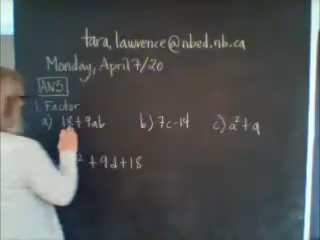 tara.lawrence@nbed.nb.ca
Monday, April 7/20
ANS
1. Factor
a) 18+9ab b) 7c-14 c) a²+a
² + 9d + 18